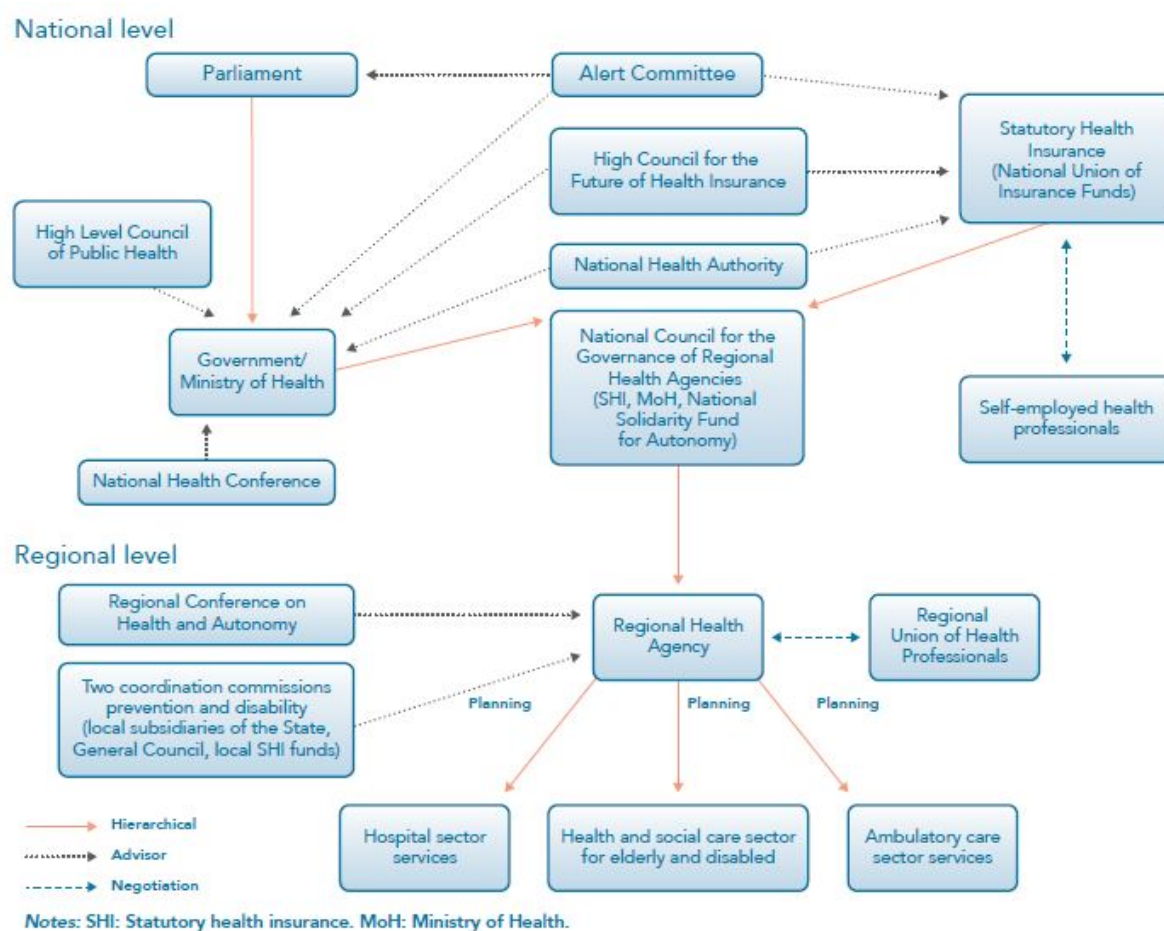 National level
Parliament
Alert Committee
Statutory Health
Insurance
(National Union of
Insurance Funds)
High Council for the
Future of Health Insurance
High Level Council
of Public Health
National Health Authority
Government/
Ministry of Health
National Council for the
Governance of Regional
Health Agencies
(SHI, MoH, National
Solidarity Fund
for Autonomy)
Self-employed health
professionals
National Health Conference
Regional level
Regional Conference on
Health and Autonomy
Regional Health
Agency
Regional
Union of Health
Professionals
Two coordination commissions
prevention and disability
(local subsidiaries of the State,
General Council, local SHI funds)
Planning
Planning
Planning
Hospital sector
services
Health and social care sector
for elderly and disabled
Ambulatory care
sector services
Hierarchical
Advisor
Negotiation
Notes: SHI: Statutory health insurance. MoH: Ministry of Health.